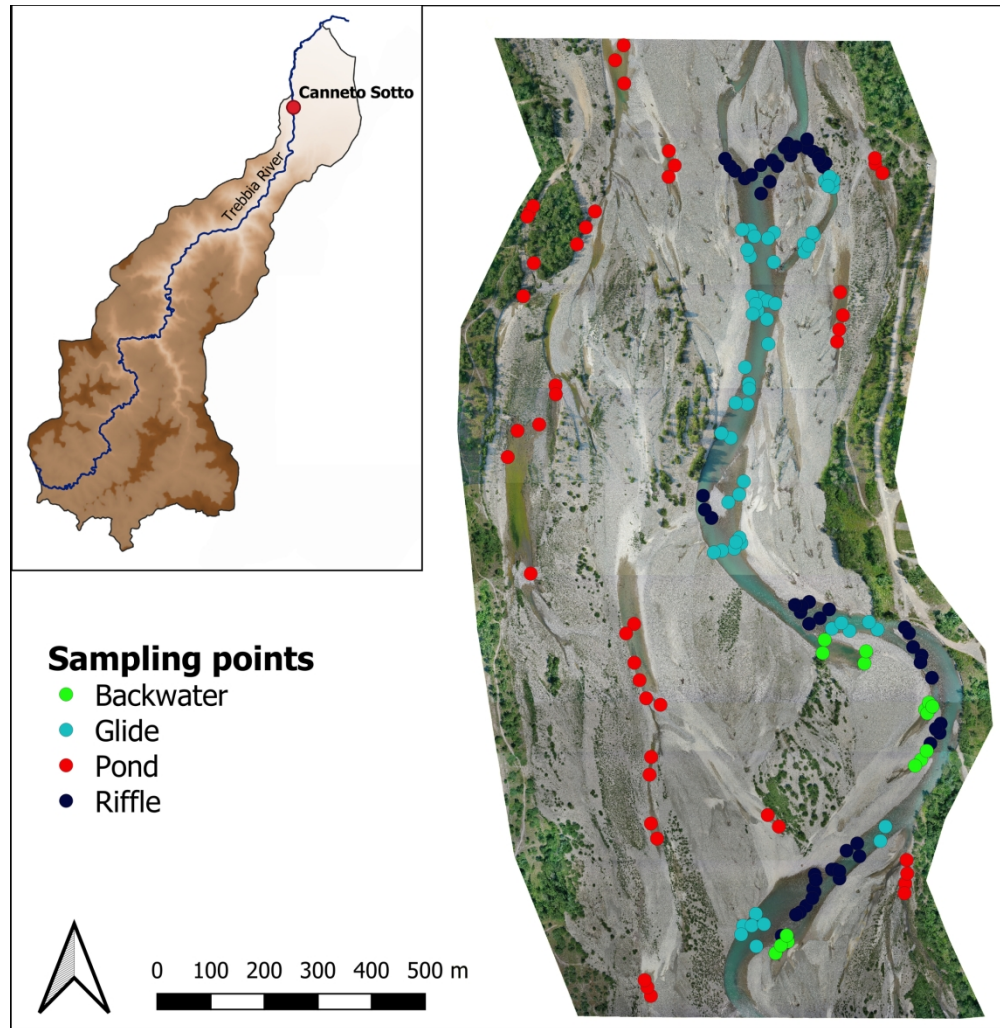 Canneto Sotto
Trebbia River
Sampling points
Backwater
Glide
Pond
Riffle
0 100 200 300 400 500 m